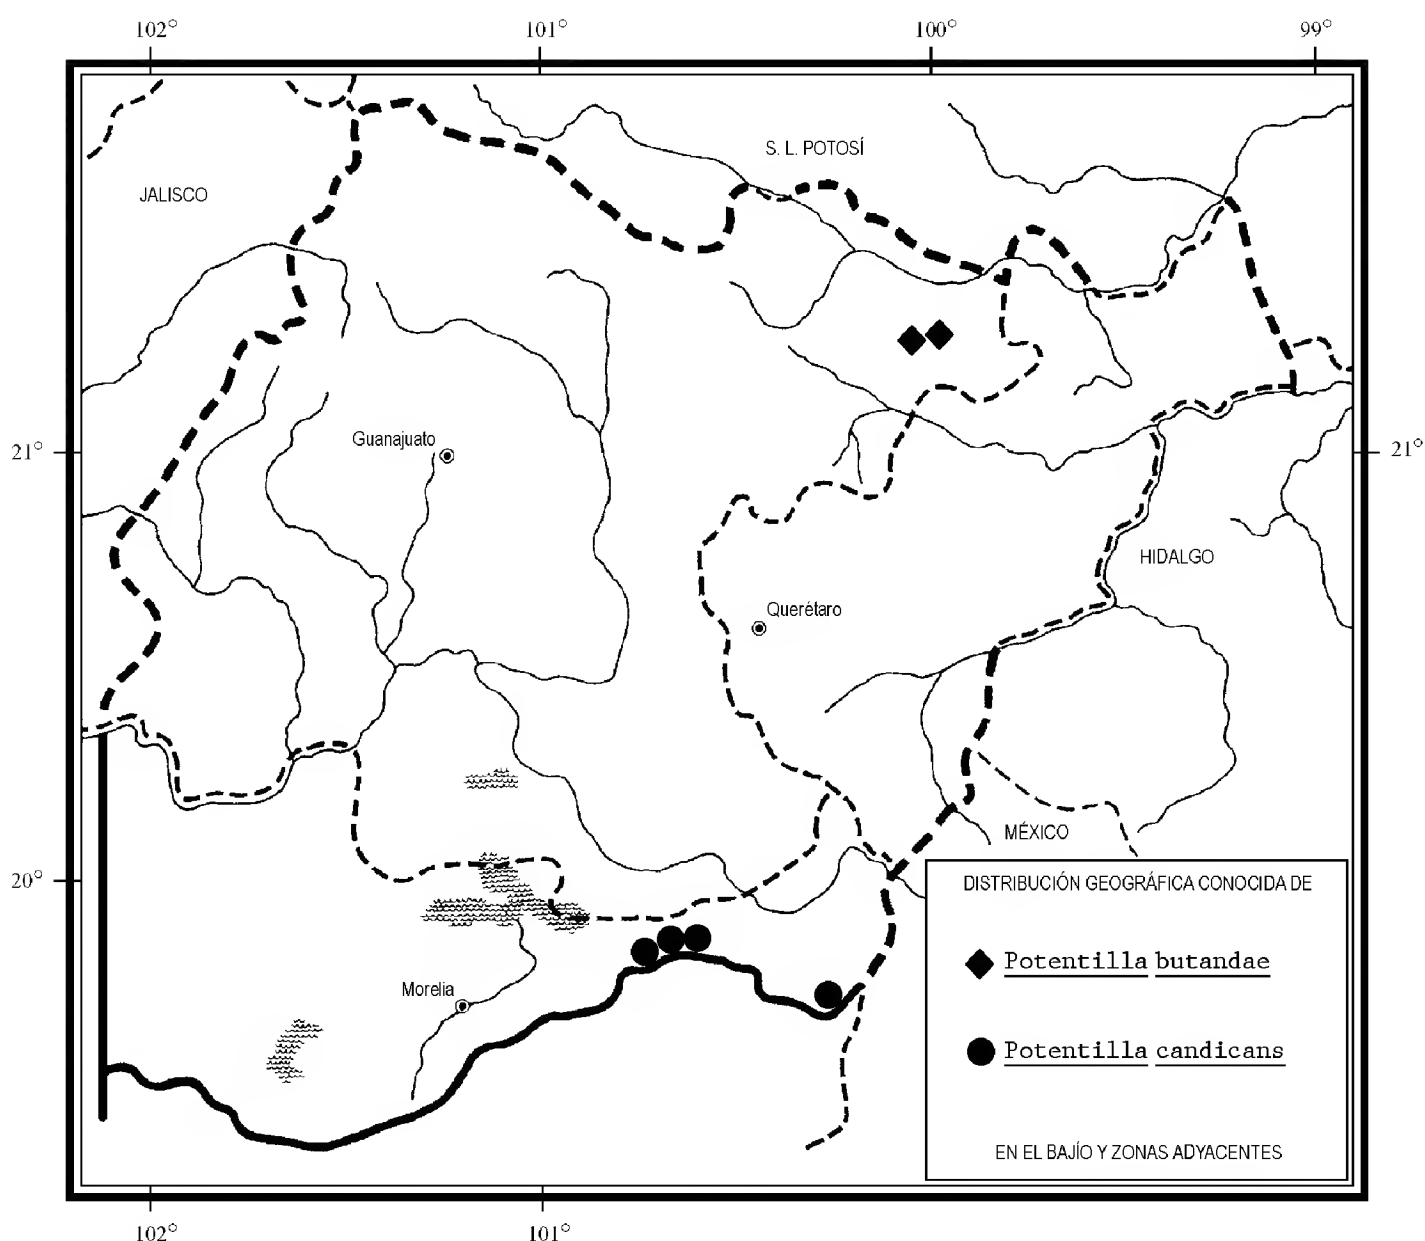 102° 101° 100° 99°
S. L. POTOSÍ
JALISCO
Guanajuato
21° 21°
HIDALGO
Querétaro
MÉXICO
20°
DISTRIBUCIÓN GEOGRÁFICA CONOCIDA DE
Potentilla butandae
Morelia
Potentilla candicans
EN EL BAJÍO Y ZONAS ADYACENTES
102° 101°